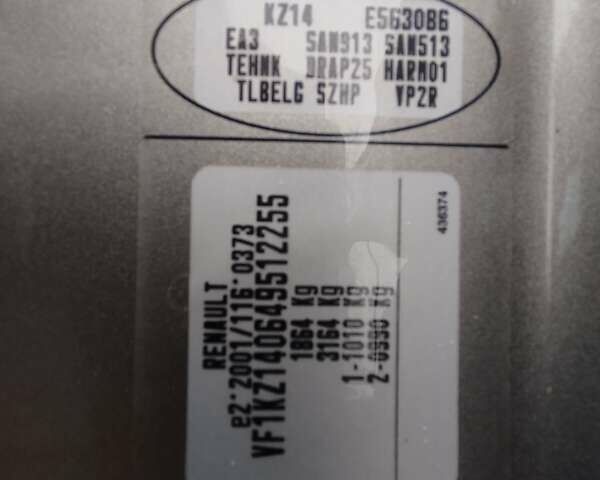 KZ14 E563086
EA3 SAN913 SAN513
TEHNK DRAP25 HARM01
TLBELG SZHP VP2R
436374
RENAULT
e2*2001/116*0373
VF1KZ140649512255
1864 Kg
3164 Kg
1-1010 Kg
2-0990 Kg